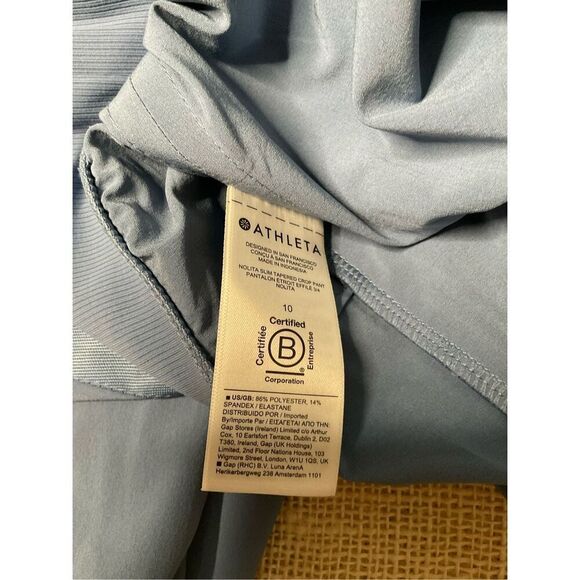 ATHLETA
DESIGNED IN SAN FRANCISCO
CONÇU A SAN FRANCISCO
MADE IN INDONESIA
NOLITA SLIM TAPERED CROP PANT
PANTALON ÉTROIT EFFILÉ 3/4
NOLITA
10
Certified
Certifiée
B
®
Entreprise
Corporation
US/GB: 86% POLYESTER, 14%
SPANDEX / ELASTANE
DISTRIBUIDO POR / Imported
By/Importe Par / ΕΙΣΑΓΕΤΑΙ ΑΠΟ ΤΗΝ:
Gap Stores (Ireland) Limited c/o Arthur
Cox, 10 Earlsfort Terrace, Dublin 2, D02
T380, Ireland, Gap (UK Holdings)
Limited, 2nd Floor Nations House, 103
Wigmore Street, London, W1U 1QS, UK
Gap (RHC) B.V. Luna ArenA
Herikerbergweg 238 Amsterdam 1101